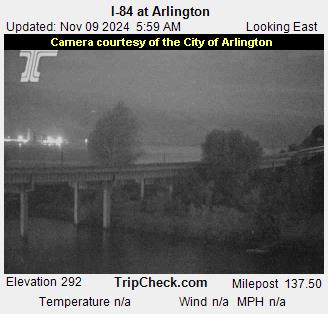 I-84 at Arlington
Updated: Nov 09 2024 5:59 AM Looking East
Camera courtesy of the City of Arlington
Elevation 292 TripCheck.com Milepost 137.50
Temperature n/a Wind n/a MPH n/a